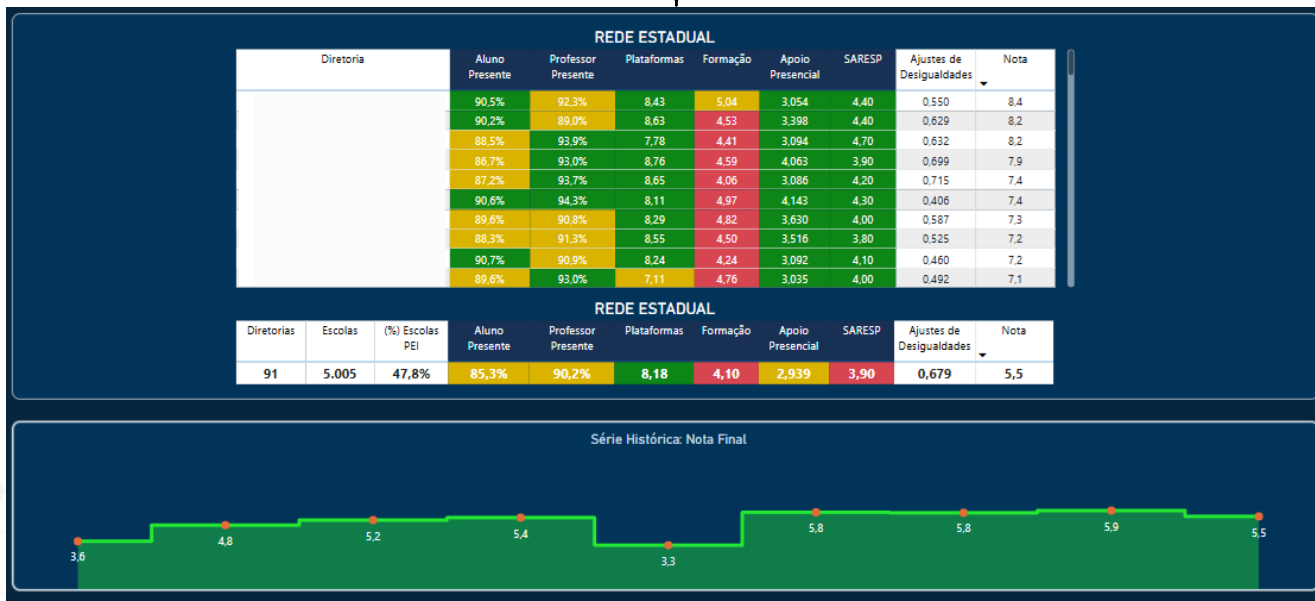 REDE ESTADUAL
Diretoria Aluno Presente Professor Presente Plataformas Formação Apoio Presencial SARESP Ajustes de Desigualdades Nota
90,5% 92,3% 8,43 5,04 3,054 4,40 0,550 8,4
90,2% 89,0% 8,63 4,53 3,398 4,40 0,629 8,2
88,5% 93,9% 7,78 4,41 3,094 4,70 0,632 8,2
86,7% 93,0% 8,76 4,59 4,063 3,90 0,699 7,9
87,2% 93,7% 8,65 4,06 3,086 4,20 0,715 7,4
90,6% 94,3% 8,11 4,97 4,143 4,30 0,406 7,4
89,6% 90,8% 8,29 4,82 3,630 4,00 0,587 7,3
88,3% 91,3% 8,55 4,50 3,516 3,80 0,525 7,2
90,7% 90,9% 8,24 4,24 3,092 4,10 0,460 7,2
89,6% 93,0% 7,11 4,76 3,035 4,00 0,492 7,1
REDE ESTADUAL
Diretorias Escolas (%) Escolas PEI Aluno Presente Professor Presente Plataformas Formação Apoio Presencial SARESP Ajustes de Desigualdades Nota
91 5.005 47,8% 85,3% 90,2% 8,18 4,10 2,939 3,90 0,679 5,5
Série Histórica: Nota Final
3,6 4,8 5,2 5,4 3,3 5,8 5,8 5,9 5,5